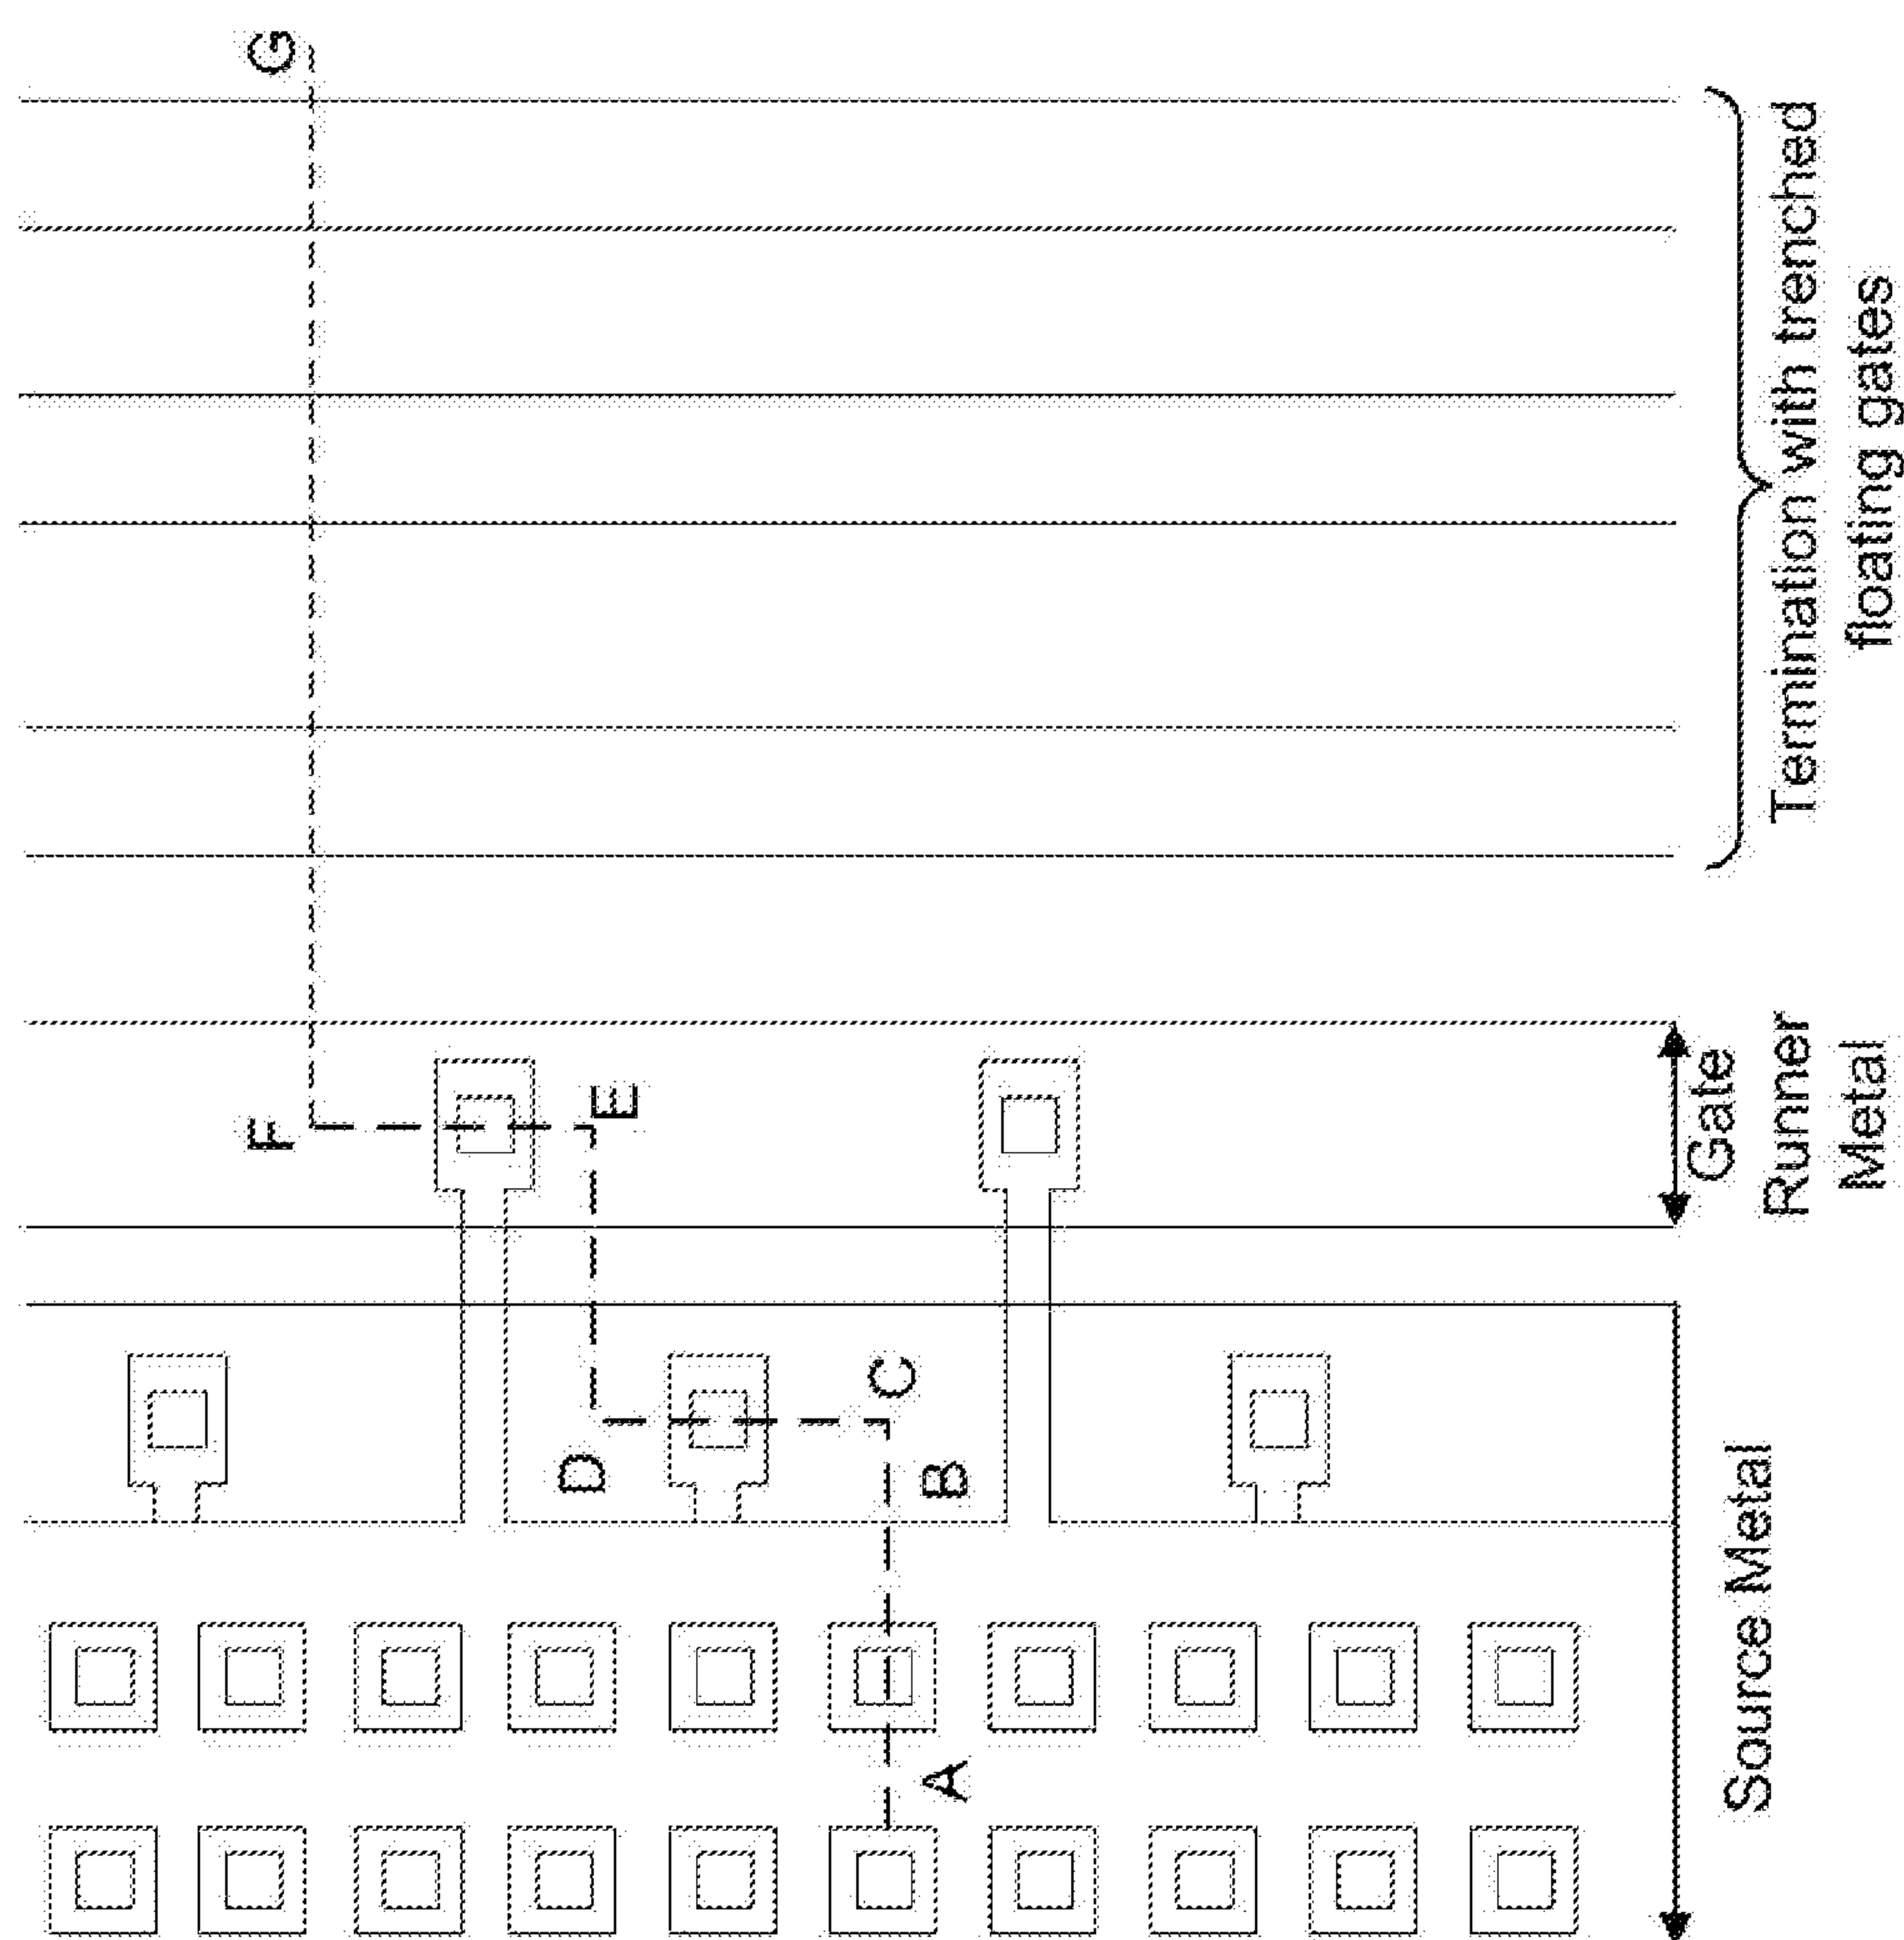 G
F
E
D
C
B
A
Termination with trenched
floating gates
Gate
Runner
Metal
Source Metal